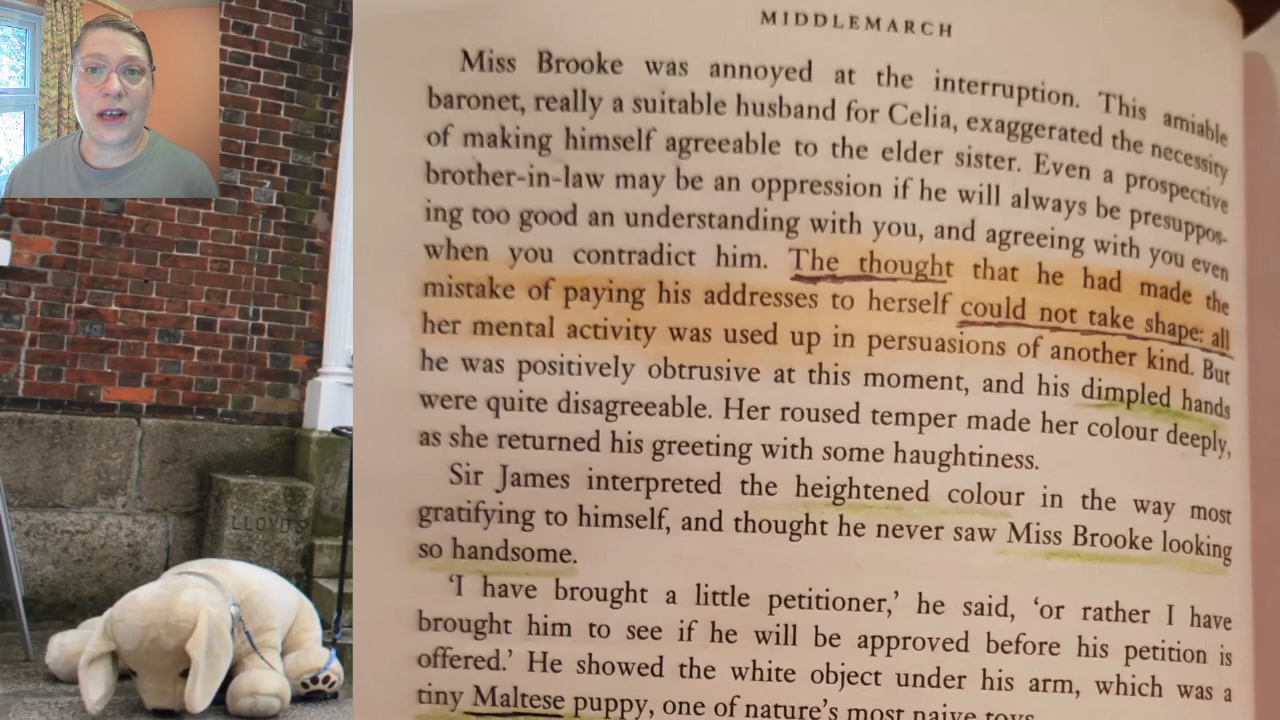 MIDDLEMARCH
Miss Brooke was annoyed at the interruption. This amiable
baronet, really a suitable husband for Celia, exaggerated the necessity
of making himself agreeable to the elder sister. Even a prospective
brother-in-law may be an oppression if he will always be presuppos-
ing too good an understanding with you, and agreeing with you even
when you contradict him. The thought that he had made the
mistake of paying his addresses to herself could not take shape: all
her mental activity was used up in persuasions of another kind. But
he was positively obtrusive at this moment, and his dimpled hands
were quite disagreeable. Her roused temper made her colour deeply,
as she returned his greeting with some haughtiness.
Sir James interpreted the heightened colour in the way most
gratifying to himself, and thought he never saw Miss Brooke looking
so handsome.
‘I have brought a little petitioner,’ he said, ‘or rather I have
brought him to see if he will be approved before his petition is
offered.’ He showed the white object under his arm, which was a
tiny Maltese puppy, one of nature’s most naive toys.
LLOYDS